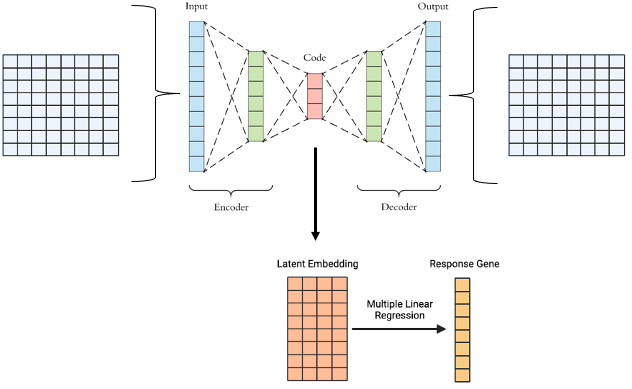 Input
Output
Code
Encoder
Decoder
Latent Embedding
Response Gene
Multiple Linear
Regression